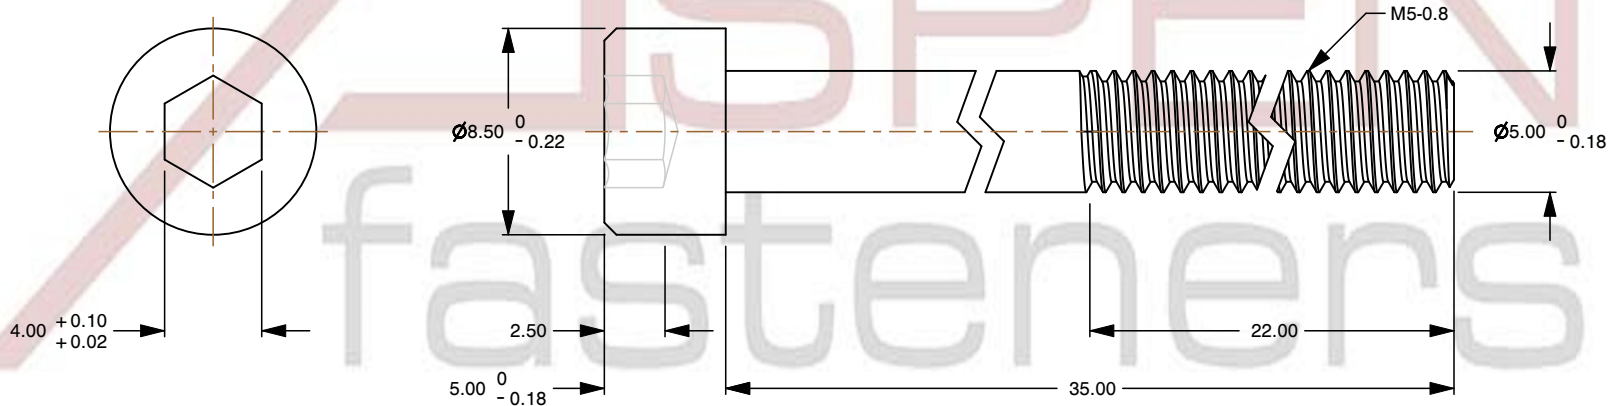 ASPEN
fasteners
M5-0.8
Ø8.50 0 -0.22
Ø5.00 0 -0.18
4.00 +0.10 +0.02
2.50
22.00
5.00 0 -0.18
35.00